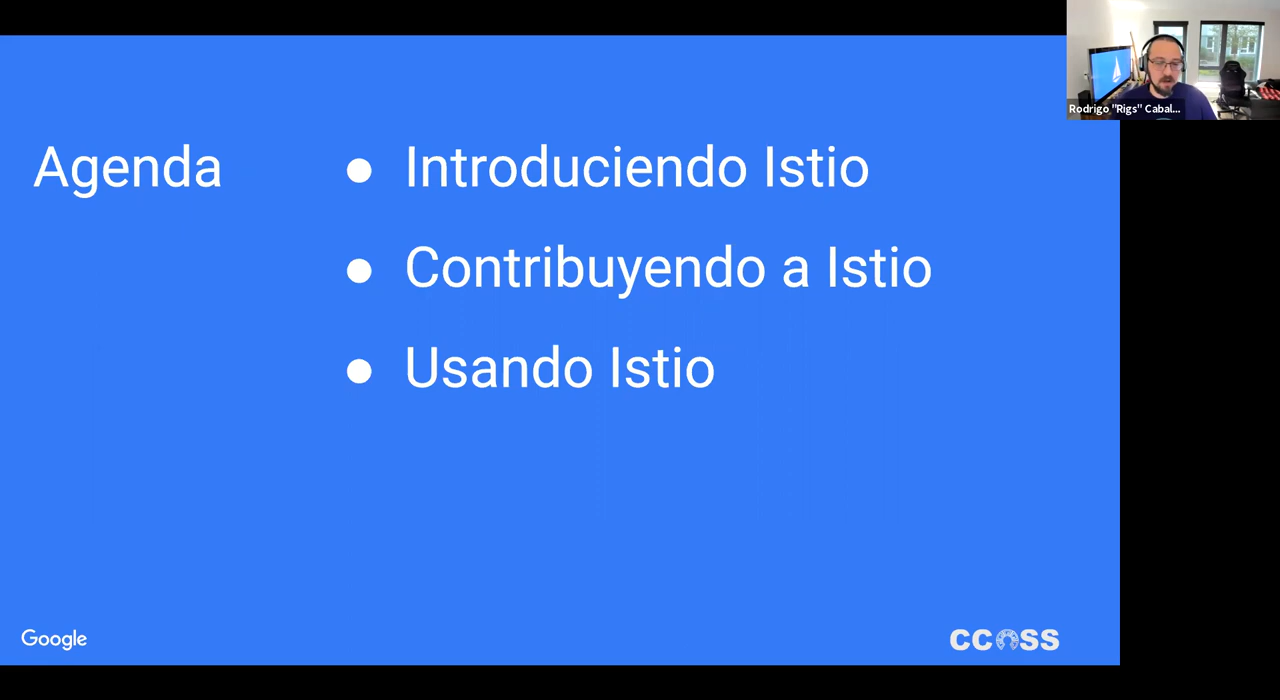 Rodrigo "Rigs" Cabal...
Agenda
● Introduciendo Istio
● Contribuyendo a Istio
● Usando Istio
Google
CCOSS